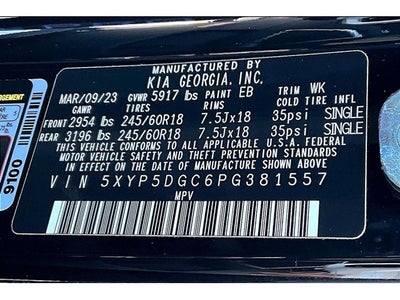 MANUFACTURED BY
KIA GEORGIA, INC.
MAR/09/23 GVWR 5917 lbs PAINT EB TRIM WK
GAWR TIRES RIMS COLD TIRE INFL
FRONT 2954 lbs 245/60R18 7.5Jx18 35psi SINGLE
REAR 3196 lbs 245/60R18 7.5Jx18 35psi SINGLE
THIS VEHICLE CONFORMS TO ALL APPLICABLE U.S.A. FEDERAL
MOTOR VEHICLE SAFETY AND THEFT PREVENTION STANDARDS
IN EFFECT ON THE DATE OF MANUFACTURE SHOWN ABOVE
VIN 5XYP5DGC6PG381557
MPV